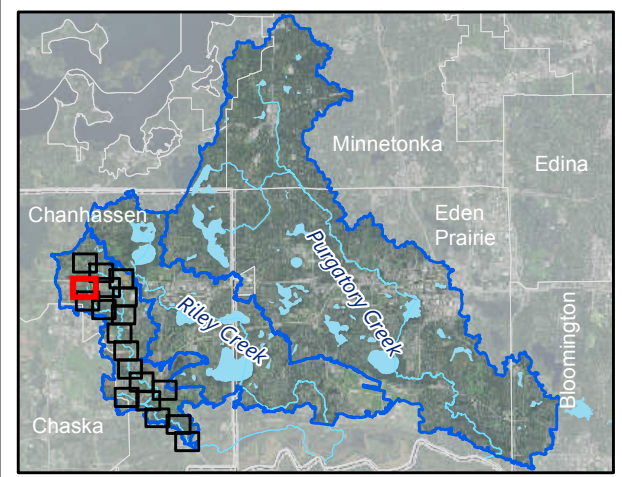 Minnetonka
Edina
Chanhassen
Eden
Prairie
Purgatory Creek
Riley Creek
Bloomington
Chaska